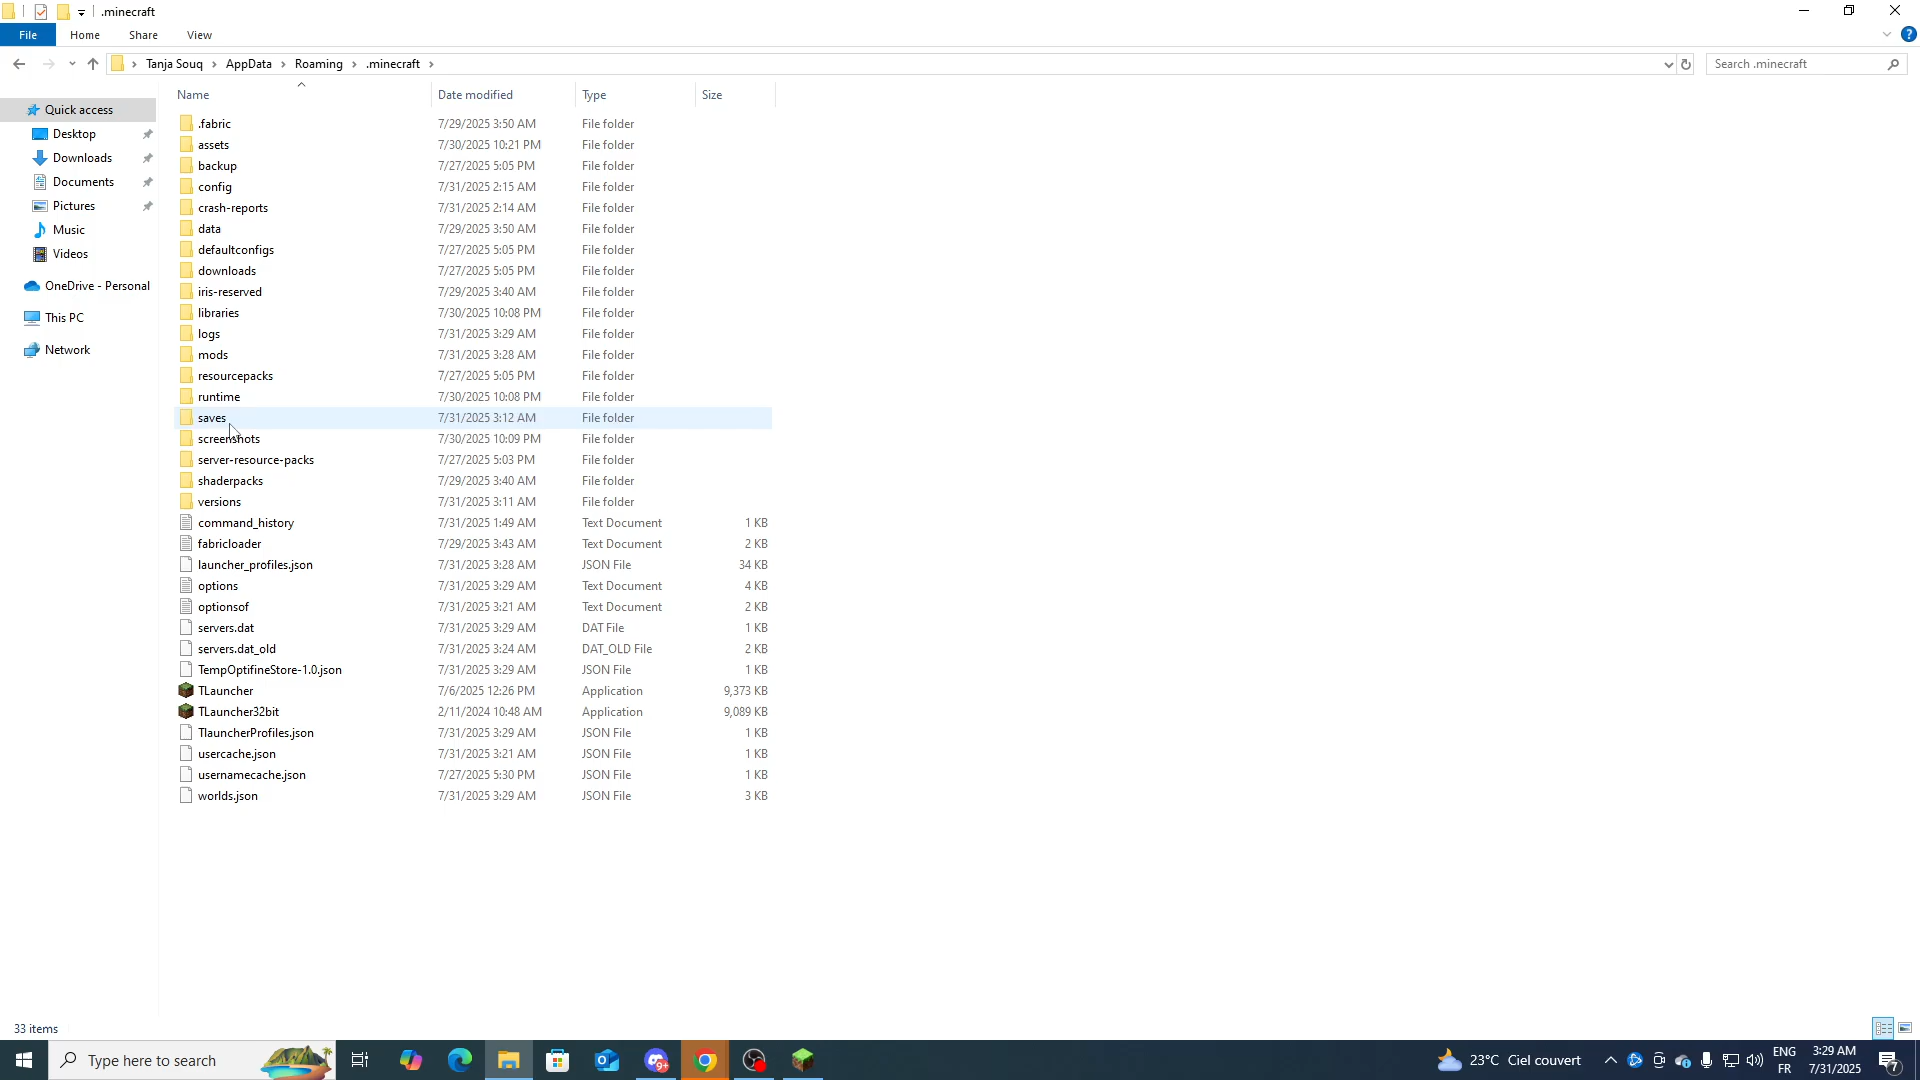 .minecraft
File Home Share View
Tanja Souq AppData Roaming .minecraft Search .minecraft
Name Date modified Type Size
Quick access
Desktop
Downloads
Documents
Pictures
Music
Videos
OneDrive - Personal
This PC
Network
.fabric 7/29/2025 3:50 AM File folder
assets 7/30/2025 10:21 PM File folder
backup 7/27/2025 5:05 PM File folder
config 7/31/2025 2:15 AM File folder
crash-reports 7/31/2025 2:14 AM File folder
data 7/29/2025 3:50 AM File folder
defaultconfigs 7/27/2025 5:05 PM File folder
downloads 7/27/2025 5:05 PM File folder
iris-reserved 7/29/2025 3:40 AM File folder
libraries 7/30/2025 10:08 PM File folder
logs 7/31/2025 3:29 AM File folder
mods 7/31/2025 3:28 AM File folder
resourcepacks 7/27/2025 5:05 PM File folder
runtime 7/30/2025 10:08 PM File folder
saves 7/31/2025 3:12 AM File folder
screenshots 7/30/2025 10:09 PM File folder
server-resource-packs 7/27/2025 5:03 PM File folder
shaderpacks 7/29/2025 3:40 AM File folder
versions 7/31/2025 3:11 AM File folder
command_history 7/31/2025 1:49 AM Text Document 1 KB
fabricloader 7/29/2025 3:43 AM Text Document 2 KB
launcher_profiles.json 7/31/2025 3:28 AM JSON File 34 KB
options 7/31/2025 3:29 AM Text Document 4 KB
optionsof 7/31/2025 3:21 AM Text Document 2 KB
servers.dat 7/31/2025 3:29 AM DAT File 1 KB
servers.dat_old 7/31/2025 3:24 AM DAT_OLD File 2 KB
TempOptifineStore-1.0.json 7/31/2025 3:29 AM JSON File 1 KB
TLauncher 7/6/2025 12:26 PM Application 9,373 KB
TLauncher32bit 2/11/2024 10:48 AM Application 9,089 KB
TlauncherProfiles.json 7/31/2025 3:29 AM JSON File 1 KB
usercache.json 7/31/2025 3:21 AM JSON File 1 KB
usernamecache.json 7/27/2025 5:30 PM JSON File 1 KB
worlds.json 7/31/2025 3:29 AM JSON File 3 KB
33 items
Type here to search 9+ 23°C Ciel couvert ENG 3:29 AM
FR 7/31/2025 7